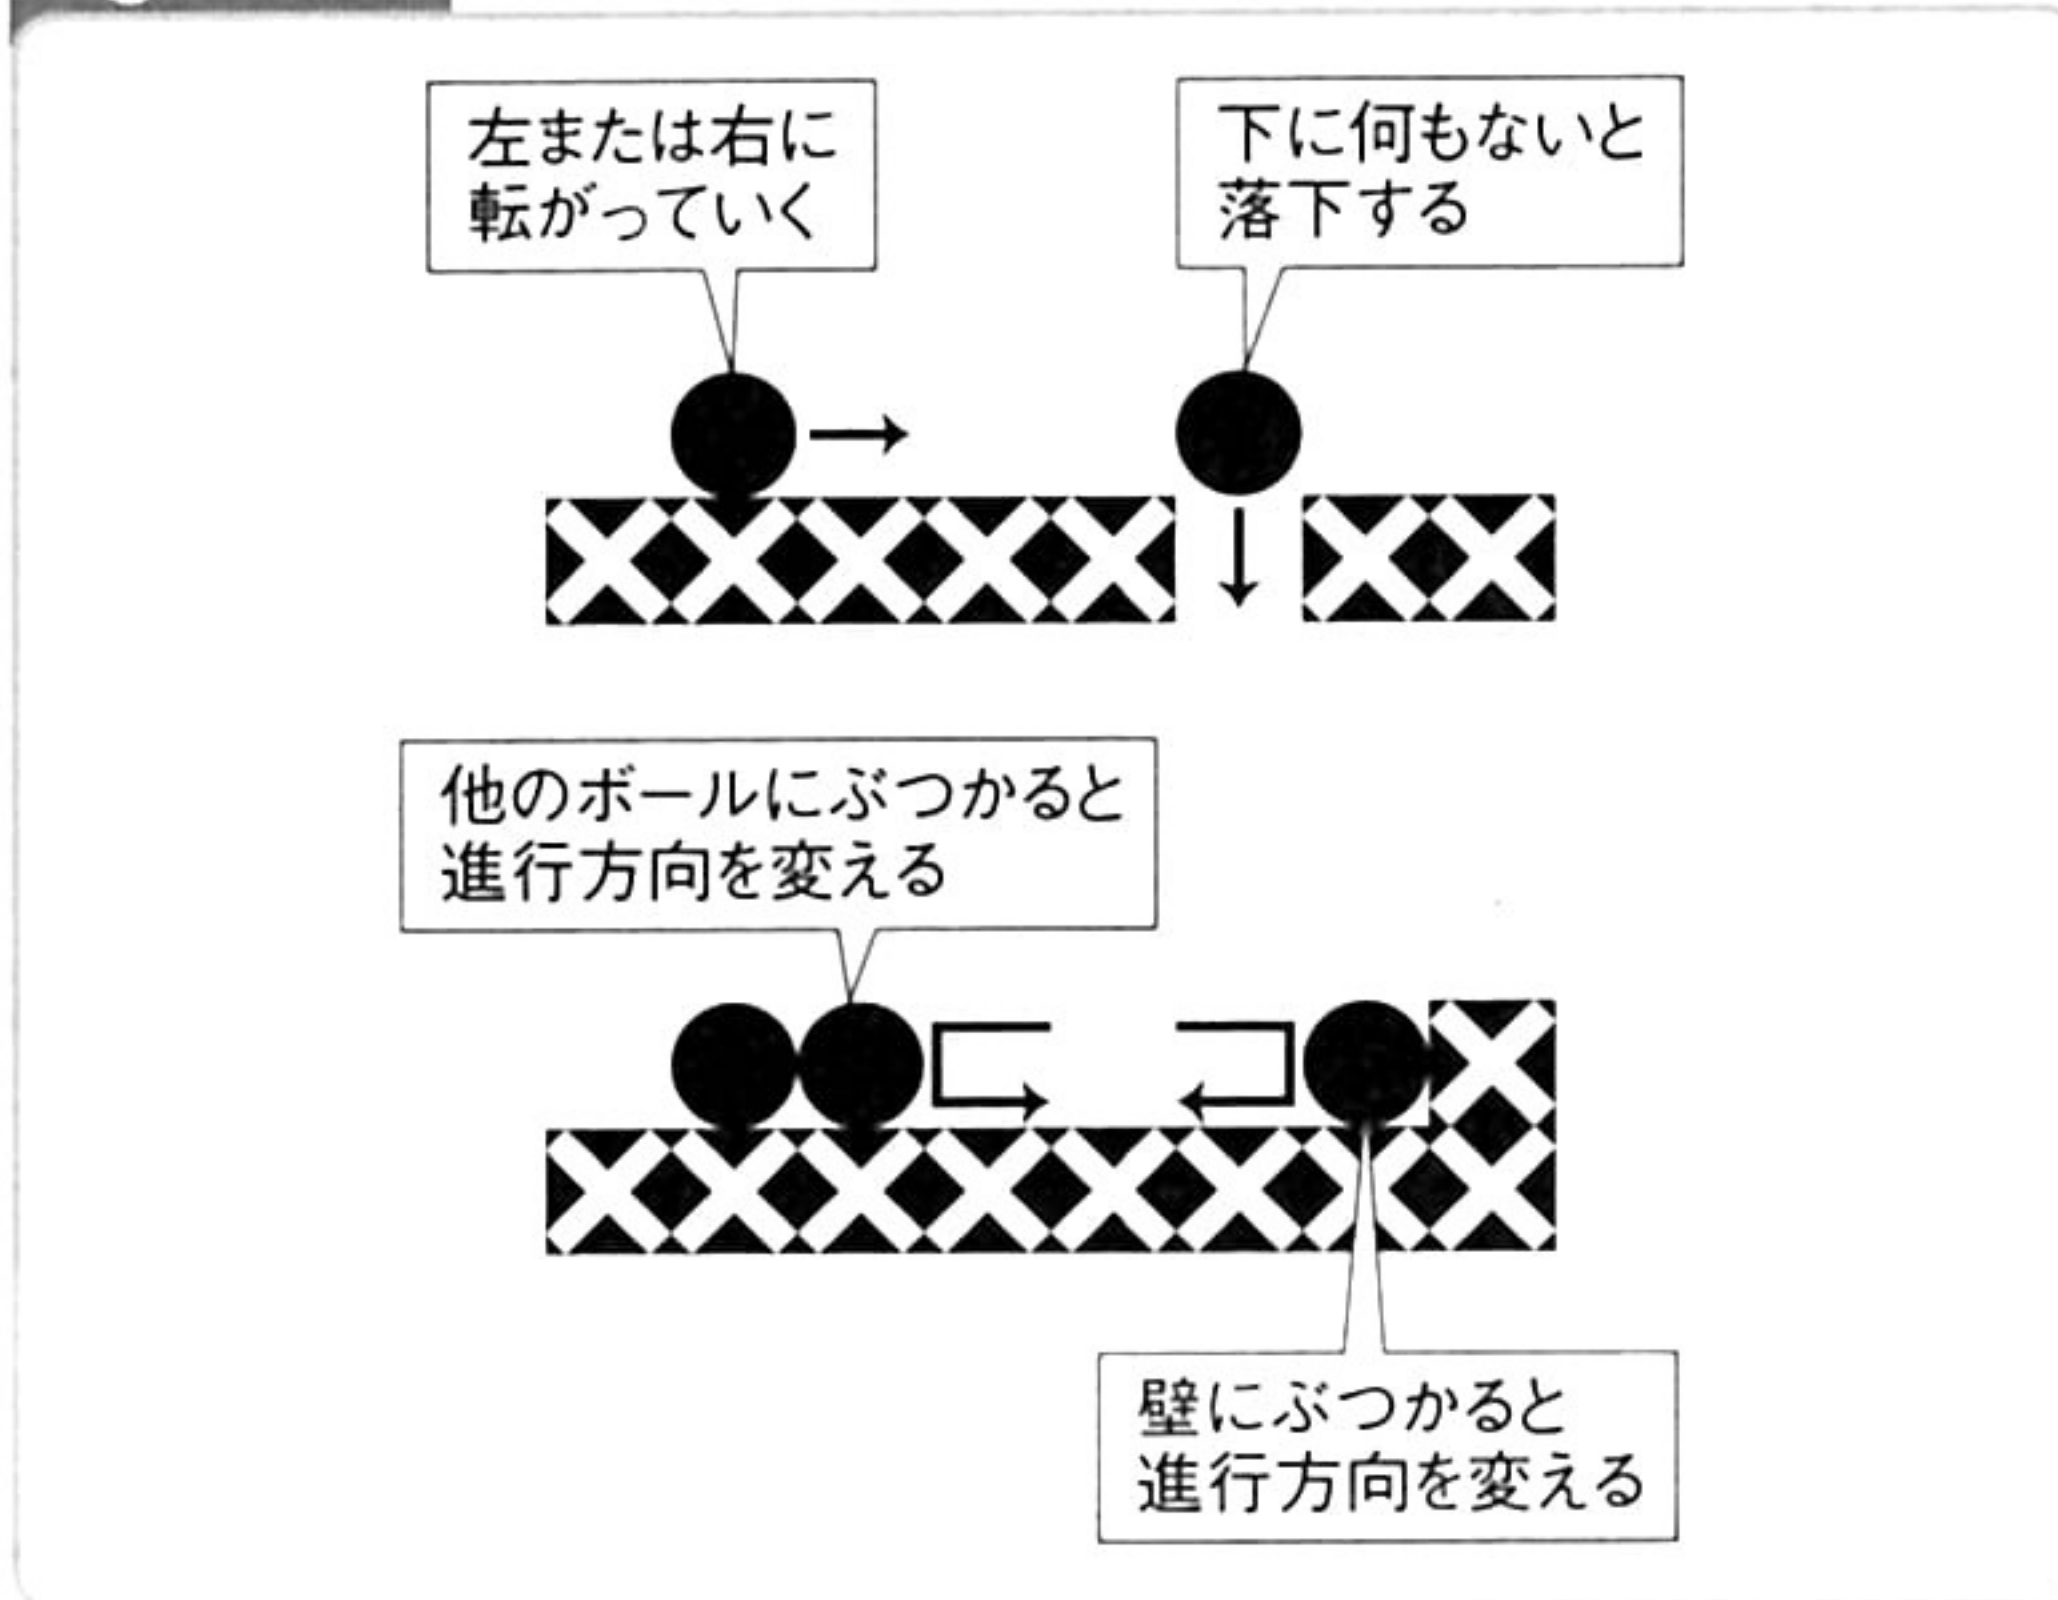 左または右に
転がっていく
下に何もないと
落下する
他のボールにぶつかると
進行方向を変える
壁にぶつかると
進行方向を変える